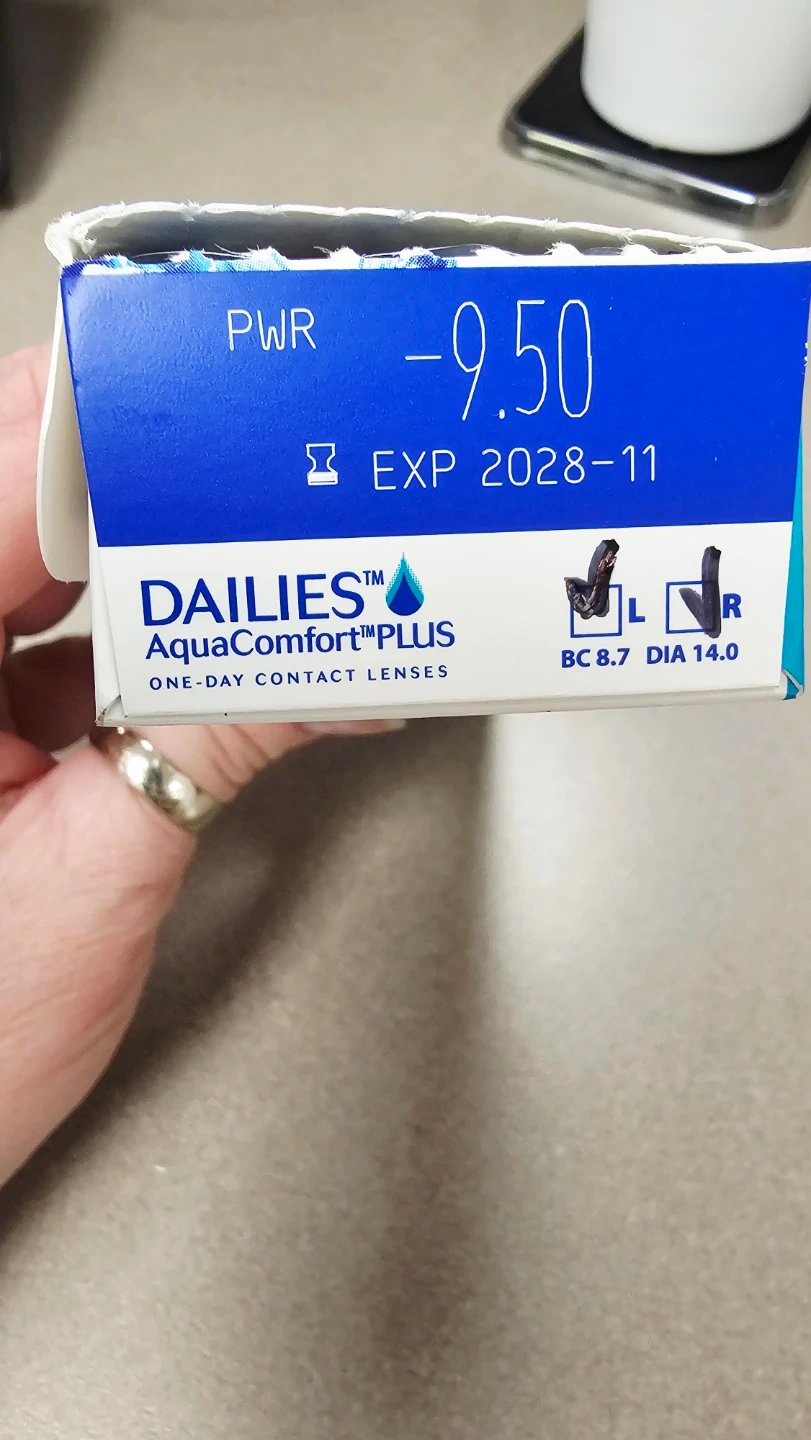 PWR -9.50
EXP 2028-11
DAILIES™
AquaComfort™PLUS
ONE-DAY CONTACT LENSES
L R
BC 8.7 DIA 14.0